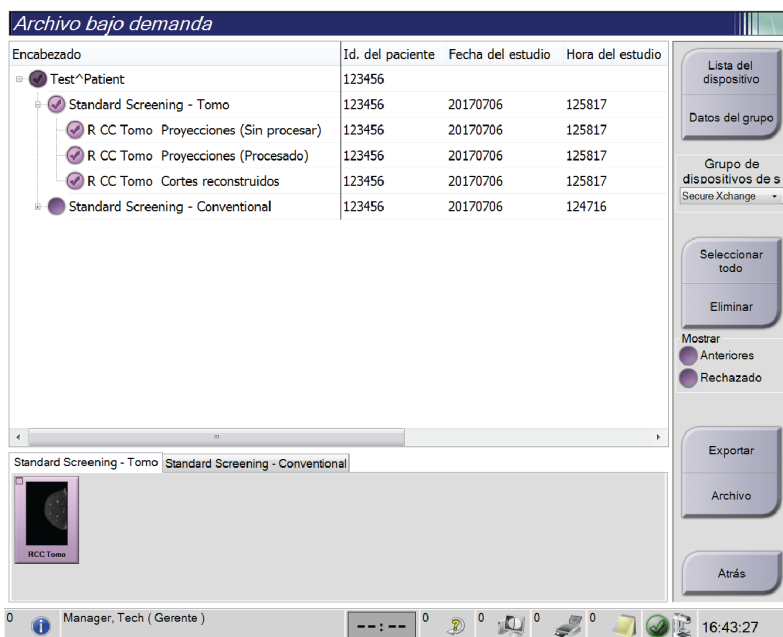 Archivo bajo demanda
Encabezado Id. del paciente Fecha del estudio Hora del estudio
Test^Patient 123456
Standard Screening - Tomo 123456 20170706 125817
R CC Tomo Proyecciones (Sin procesar) 123456 20170706 125817
R CC Tomo Proyecciones (Procesado) 123456 20170706 125817
R CC Tomo Cortes reconstruidos 123456 20170706 125817
Standard Screening - Conventional 123456 20170706 124716
Lista del
dispositivo
Datos del grupo
Grupo de
dispositivos de s
Secure Xchange
Seleccionar
todo
Eliminar
Mostrar
Anteriores
Rechazado
Exportar
Archivo
Atrás
Standard Screening - Tomo Standard Screening - Conventional
RCC Tomo
0 Manager, Tech ( Gerente ) --:-- 0 0 0 0 16:43:27